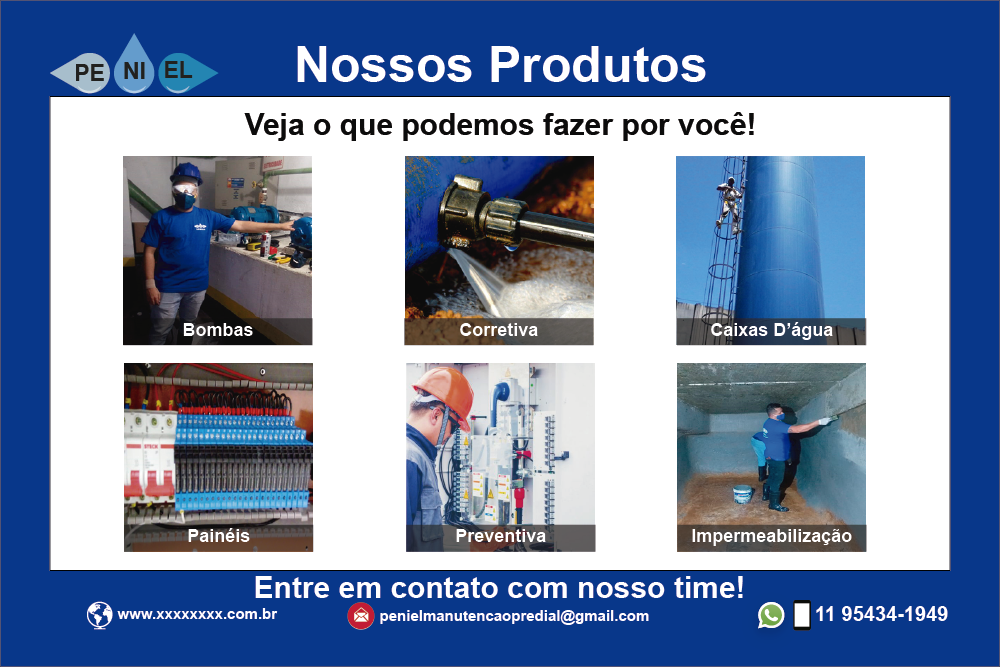 PE NI EL
Nossos Produtos
Veja o que podemos fazer por você!
Bombas
Corretiva
Caixas D’água
Painéis
Preventiva
Impermeabilização
Entre em contato com nosso time!
www.xxxxxxxx.com.br
penielmanutencaopredial@gmail.com
11 95434-1949